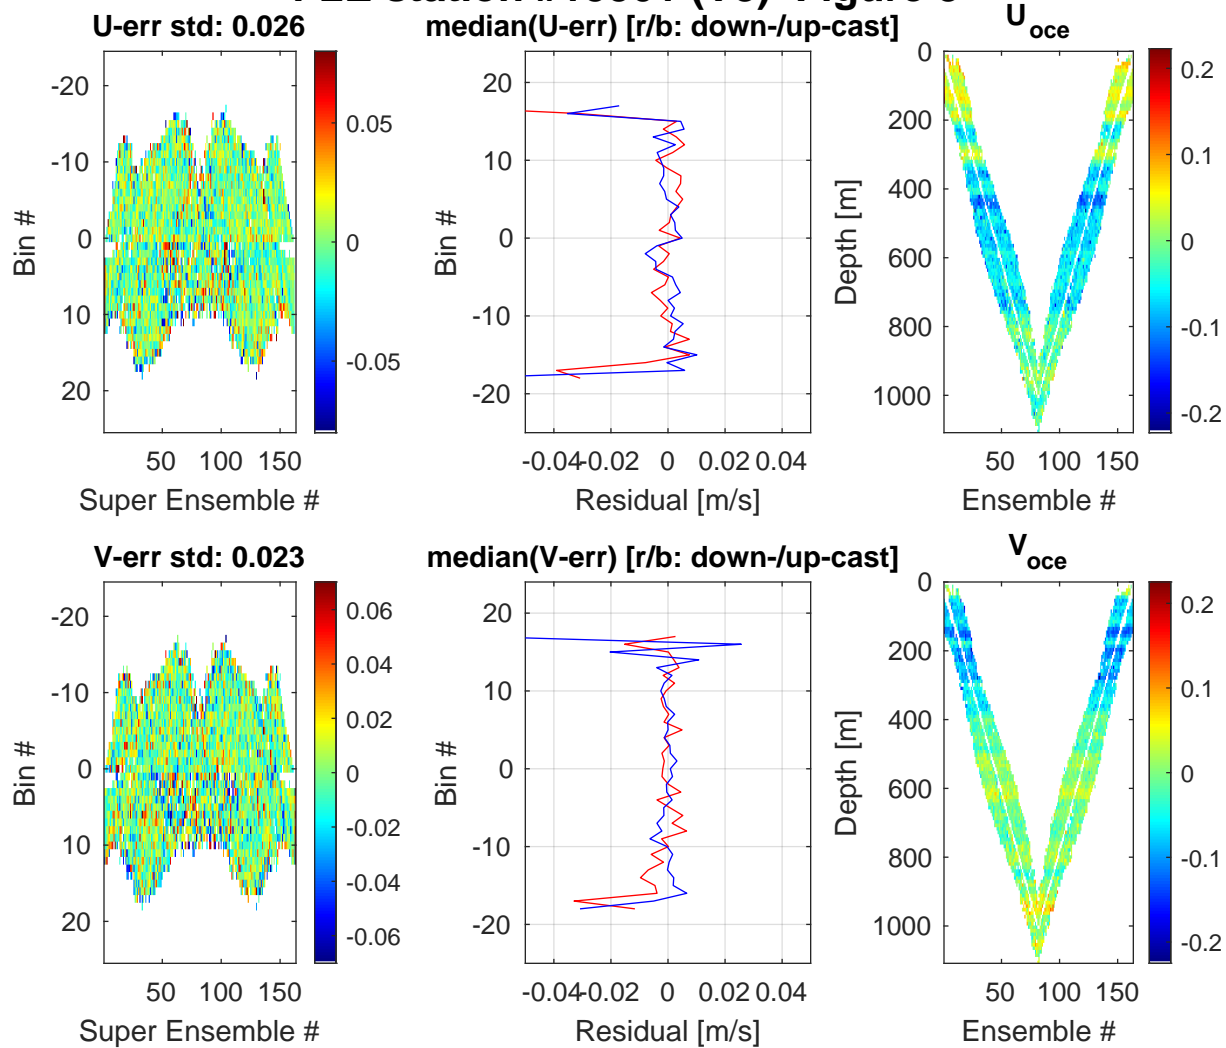 U-err std: 0.026
median(U-err) [r/b: down-/up-cast]
U
oce
-20
-10
0
10
20
Bin #
50 100 150
Super Ensemble #
0.05
0
-0.05
20
10
0
-10
-20
Bin #
-0.04 -0.02 0 0.02 0.04
Residual [m/s]
0
200
400
600
800
1000
Depth [m]
50 100 150
Ensemble #
0.2
0.1
0
-0.1
-0.2
V-err std: 0.023
median(V-err) [r/b: down-/up-cast]
V
oce
-20
-10
0
10
20
Bin #
50 100 150
Super Ensemble #
0.06
0.04
0.02
0
-0.02
-0.04
-0.06
20
10
0
-10
-20
Bin #
-0.04 -0.02 0 0.02 0.04
Residual [m/s]
0
200
400
600
800
1000
Depth [m]
50 100 150
Ensemble #
0.2
0.1
0
-0.1
-0.2